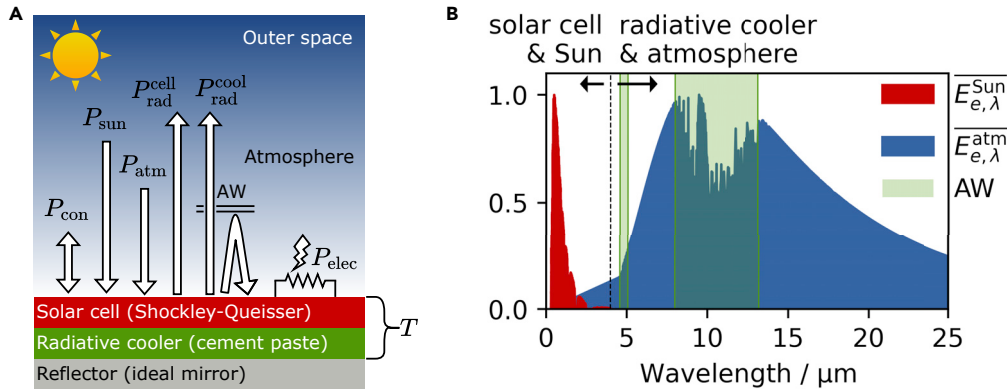 A
Outer space
P_rad^cell
P_rad^cool
P_sun
Atmosphere
P_atm
AW
P_con
P_elec
Solar cell (Shockley-Queisser)
Radiative cooler (cement paste)
T
Reflector (ideal mirror)
B
solar cell radiative cooler
& Sun & atmosphere
1.0
0.5
0.0
0 5 10 15 20 25
Wavelength / μm
E_{e,λ}^{Sun}
E_{e,λ}^{atm}
AW